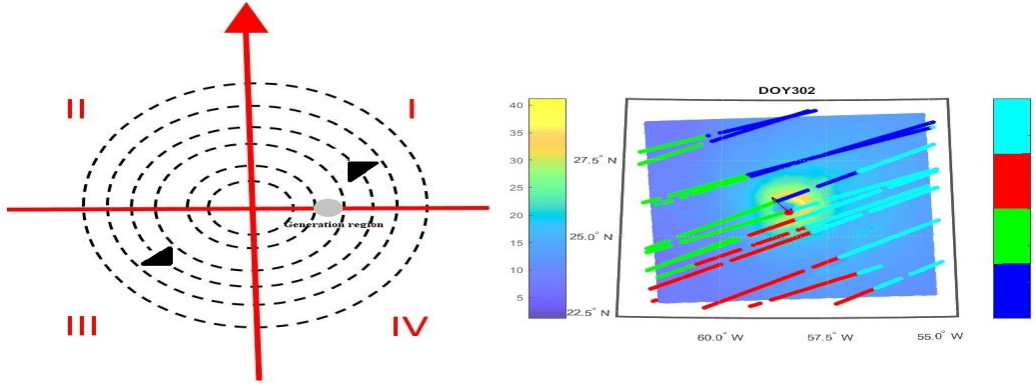 II
I
Generation region
III
IV
DOY302
40
35
30
25
20
15
10
5
27.5° N
25.0° N
22.5° N
60.0° W
57.5° W
55.0° W